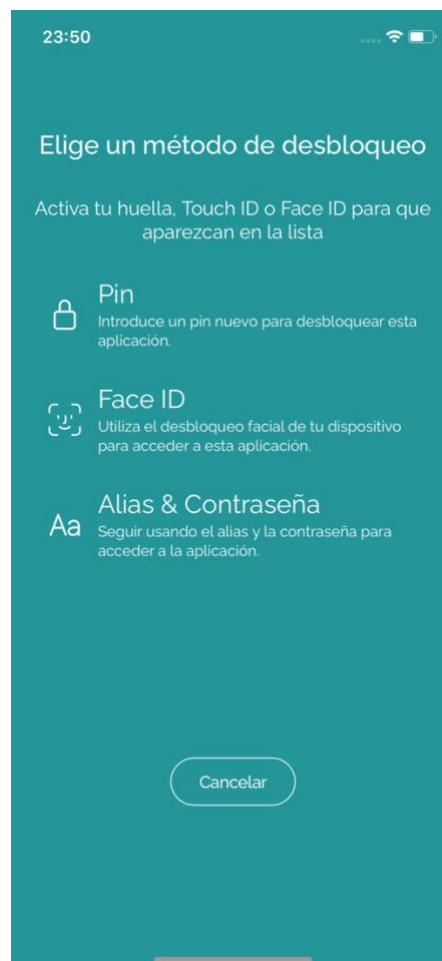 23:50
Elige un método de desbloqueo
Activa tu huella, Touch ID o Face ID para que
aparezcan en la lista
Pin
Introduce un pin nuevo para desbloquear esta
aplicación.
Face ID
Utiliza el desbloqueo facial de tu dispositivo
para acceder a esta aplicación.
Aa
Alias & Contraseña
Seguir usando el alias y la contraseña para
acceder a la aplicación.
Cancelar